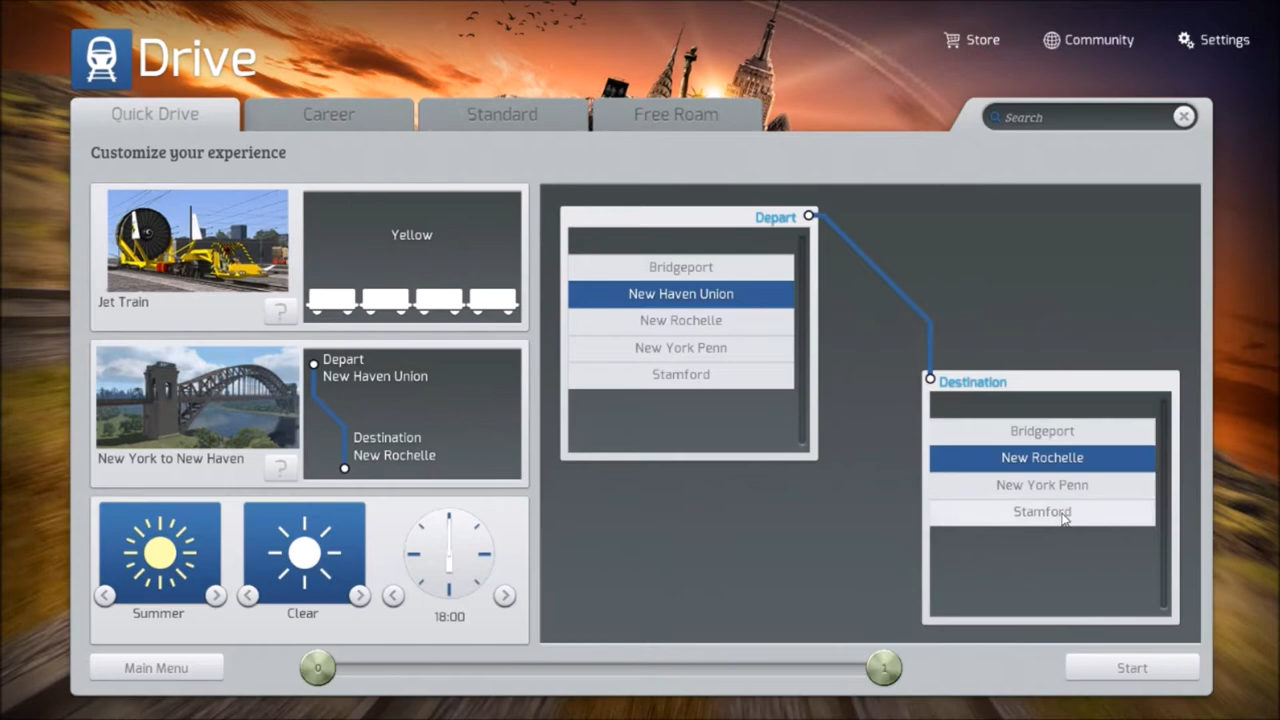 Drive
Store
Community
Settings
Quick Drive
Career
Standard
Free Roam
Search
Customize your experience
Jet Train
?
Yellow
New York to New Haven
?
Depart
New Haven Union
Destination
New Rochelle
Summer
Clear
18:00
Depart
Bridgeport
New Haven Union
New Rochelle
New York Penn
Stamford
Destination
Bridgeport
New Rochelle
New York Penn
Stamford
Main Menu
0
1
Start